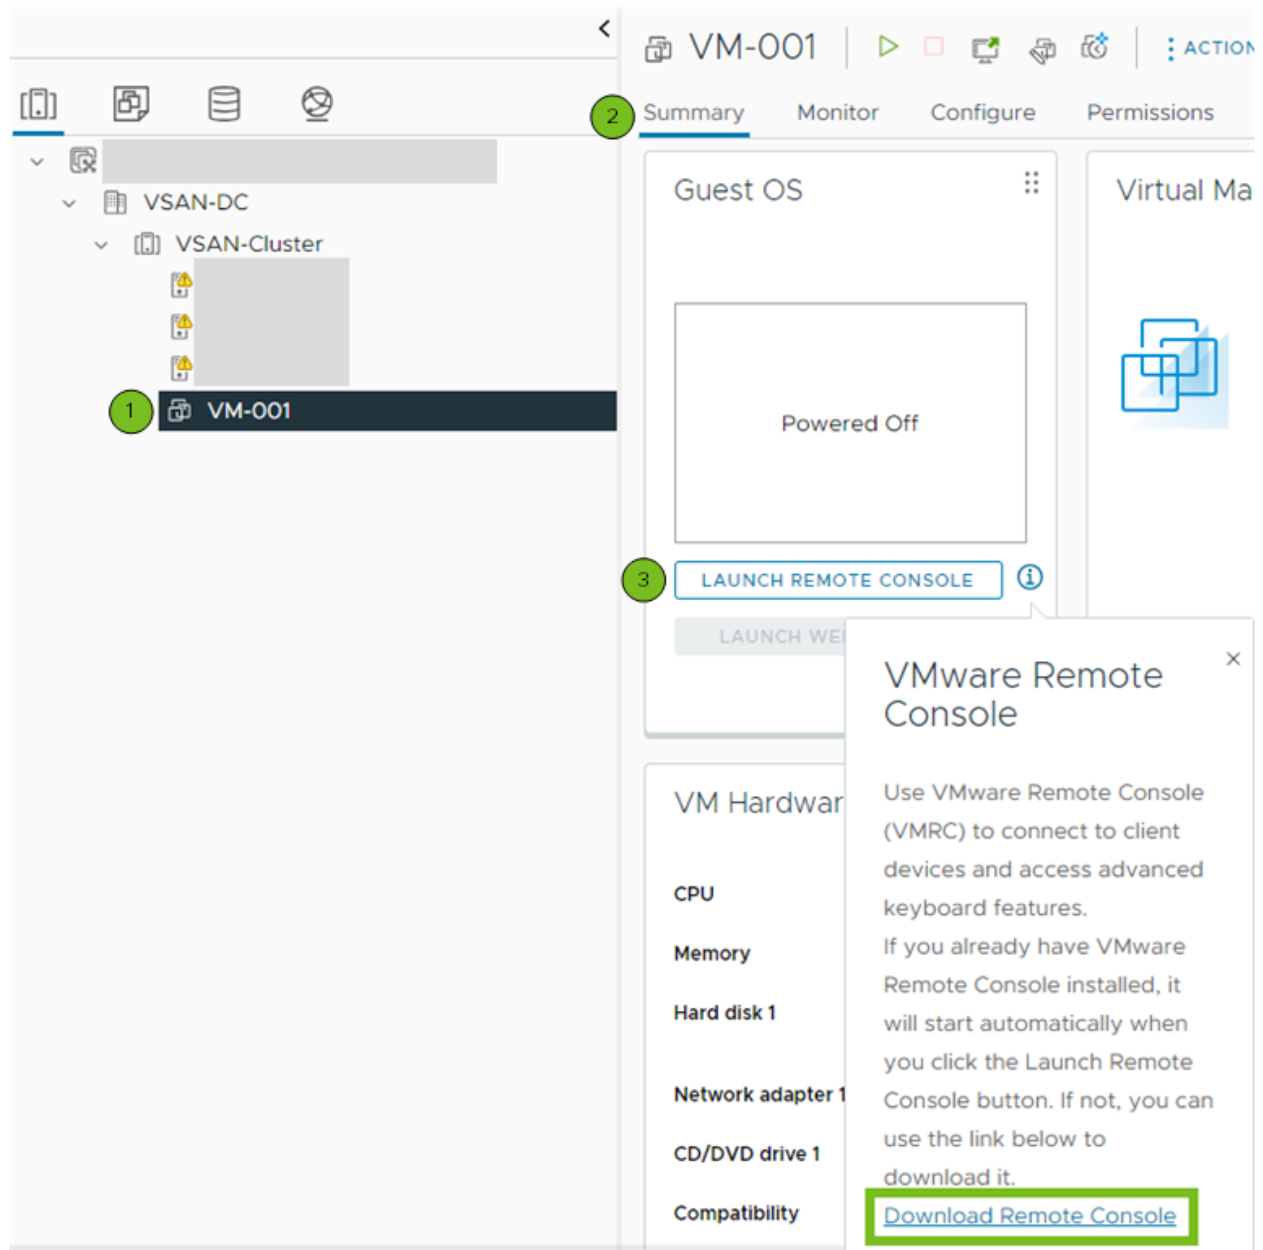 VM-001
ACTION
2
Summary
Monitor
Configure
Permissions
VSAN-DC
VSAN-Cluster
1
VM-001
Guest OS
Virtual Ma
Powered Off
3
LAUNCH REMOTE CONSOLE
LAUNCH WE
VMware Remote
Console
Use VMware Remote Console
(VMRC) to connect to client
devices and access advanced
keyboard features.
If you already have VMware
Remote Console installed, it
will start automatically when
you click the Launch Remote
Console button. If not, you can
use the link below to
download it.
Download Remote Console
VM Hardwar
CPU
Memory
Hard disk 1
Network adapter 1
CD/DVD drive 1
Compatibility